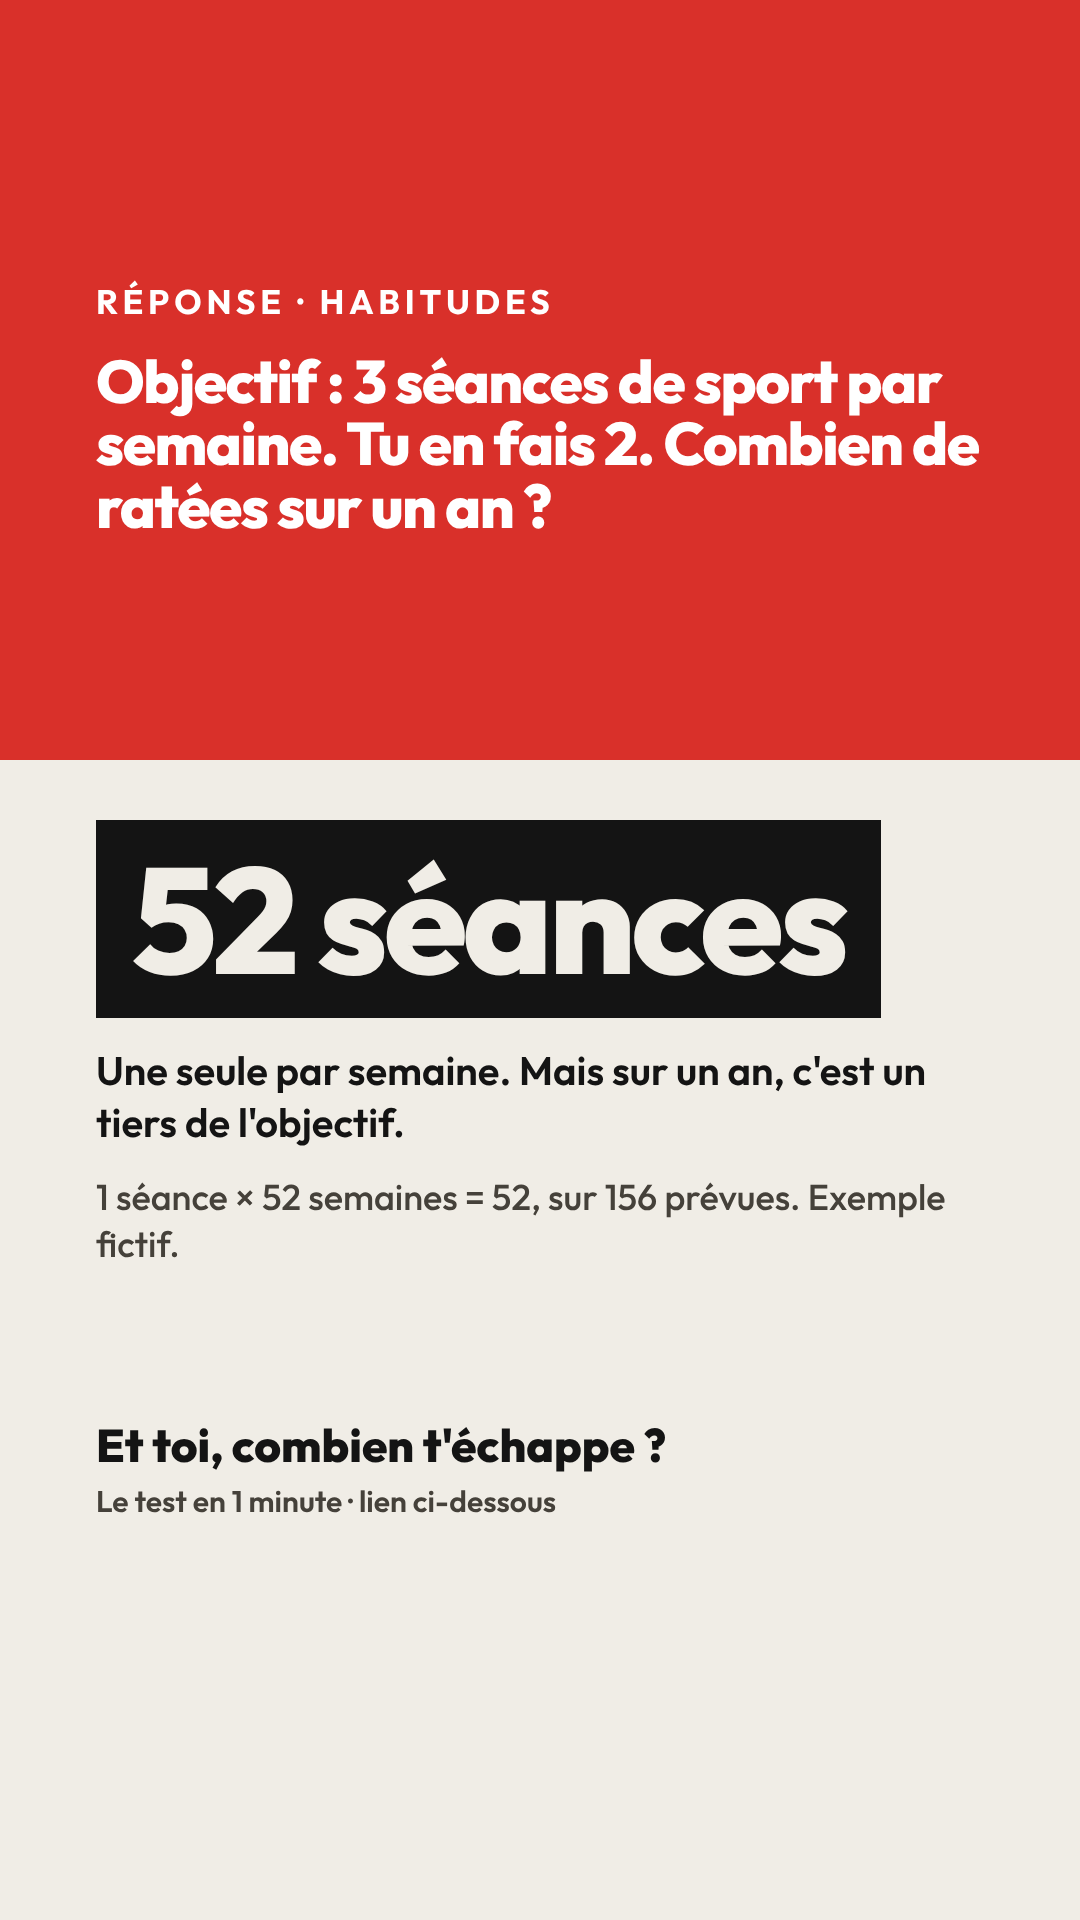 RÉPONSE · HABITUDES
Objectif : 3 séances de sport par
semaine. Tu en fais 2. Combien de
ratées sur un an ?
52 séances
Une seule par semaine. Mais sur un an, c'est un
tiers de l'objectif.
1 séance × 52 semaines = 52, sur 156 prévues. Exemple
fictif.
Et toi, combien t'échappe ?
Le test en 1 minute · lien ci-dessous